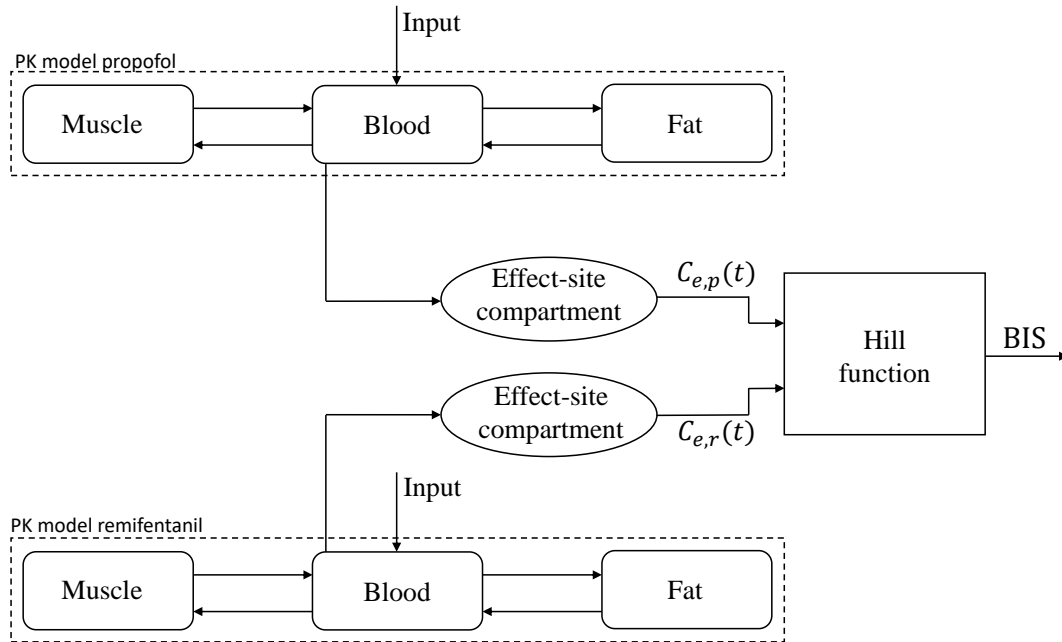 Input
PK model propofol
Muscle
Blood
Fat
Effect-site
compartment
C_{e,p}(t)
Hill
function
BIS
Effect-site
compartment
C_{e,r}(t)
Input
PK model remifentanil
Muscle
Blood
Fat